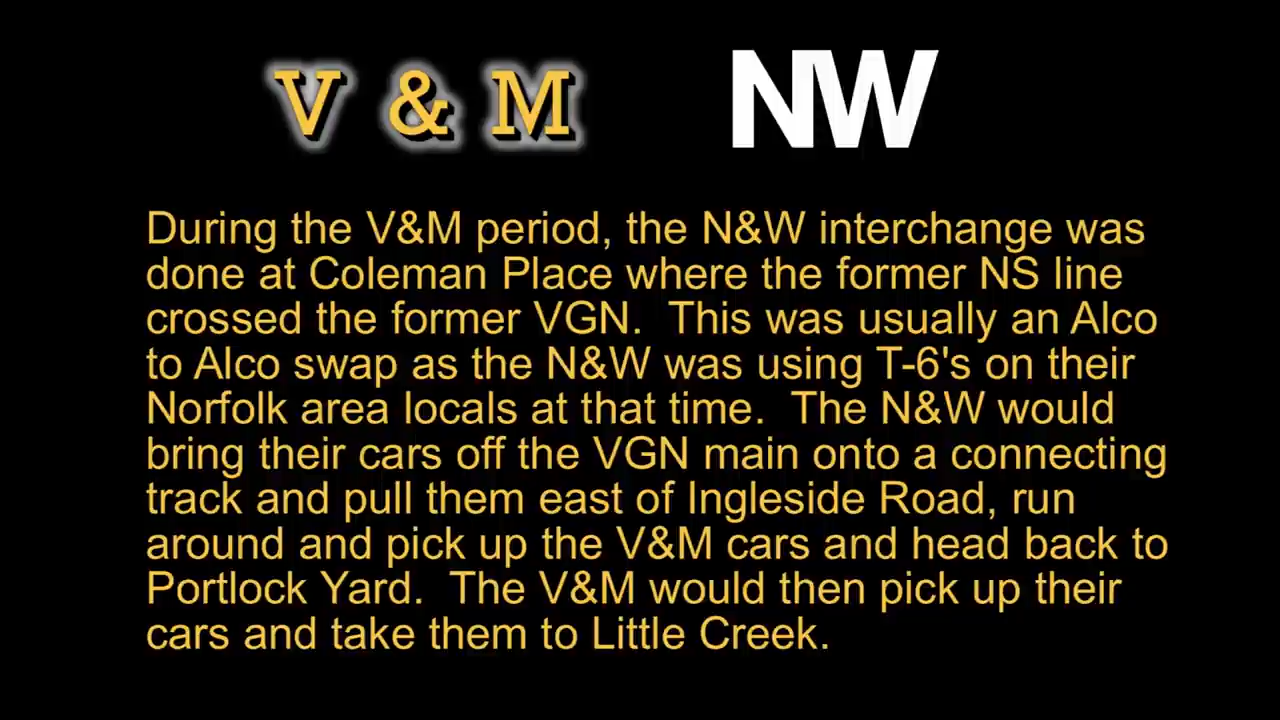 V & M NW
During the V&M period, the N&W interchange was
done at Coleman Place where the former NS line
crossed the former VGN.  This was usually an Alco
to Alco swap as the N&W was using T-6's on their
Norfolk area locals at that time.  The N&W would
bring their cars off the VGN main onto a connecting
track and pull them east of Ingleside Road, run
around and pick up the V&M cars and head back to
Portlock Yard.  The V&M would then pick up their
cars and take them to Little Creek.